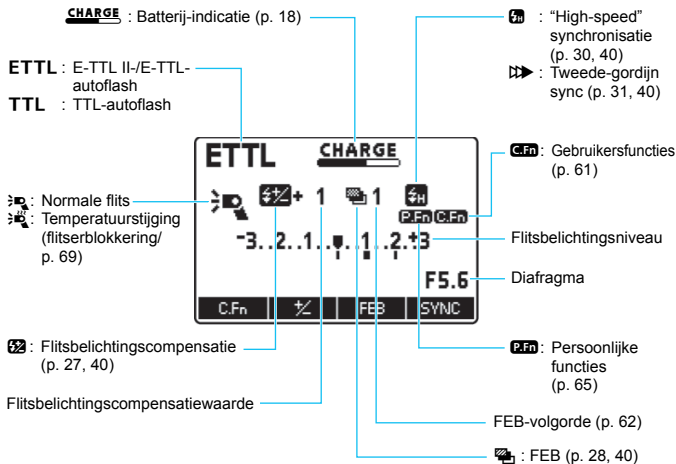 CHARGE : Batterij-indicatie (p. 18)
ETTL : E-TTL II-/E-TTL-
autoflash
TTL : TTL-autoflash
: “High-speed”
synchronisatie
(p. 30, 40)
: Tweede-gordijn
sync (p. 31, 40)
C.Fn : Gebruikersfuncties
(p. 61)
: Normale flits
: Temperatuurstijging
(flitserblokkering/
p. 69)
ETTL CHARGE
+ 1 1 H
P.Fn C.Fn
-3..2..1..0..1..2.+3
F5.6
C.Fn +/- FEB SYNC
Flitsbelichtingsniveau
Diafragma
: Flitsbelichtingscompensatie
(p. 27, 40)
Flitsbelichtingscompensatiewaarde
P.Fn : Persoonlijke
functies
(p. 65)
FEB-volgorde (p. 62)
: FEB (p. 28, 40)